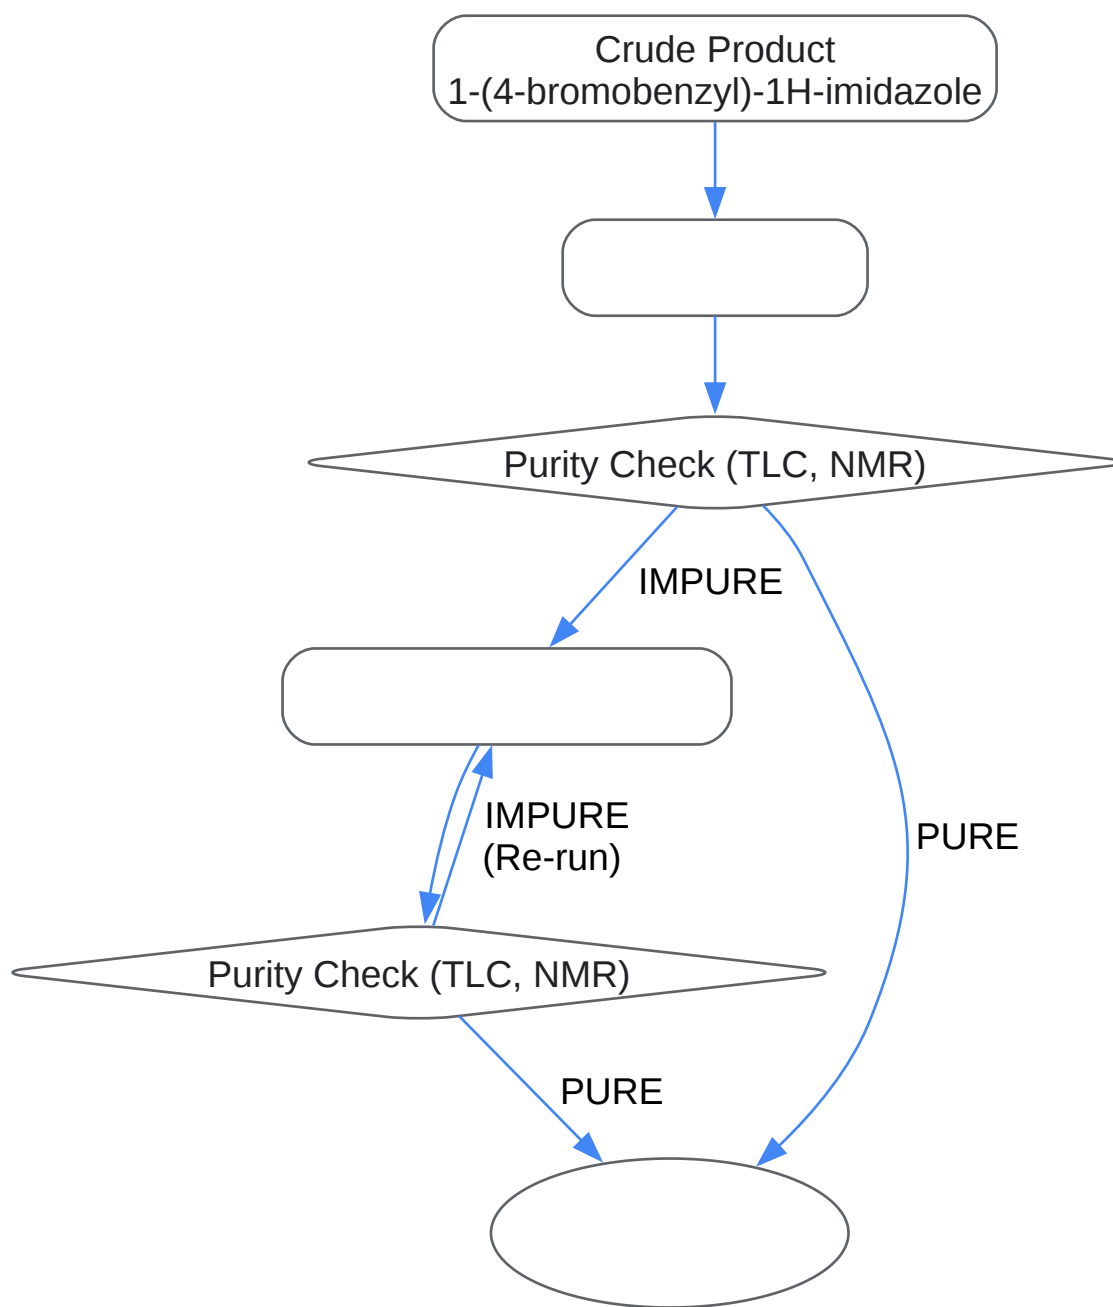 Crude Product
1-(4-bromobenzyl)-1H-imidazole
Purity Check (TLC, NMR)
IMPURE
IMPURE
(Re-run)
PURE
Purity Check (TLC, NMR)
PURE